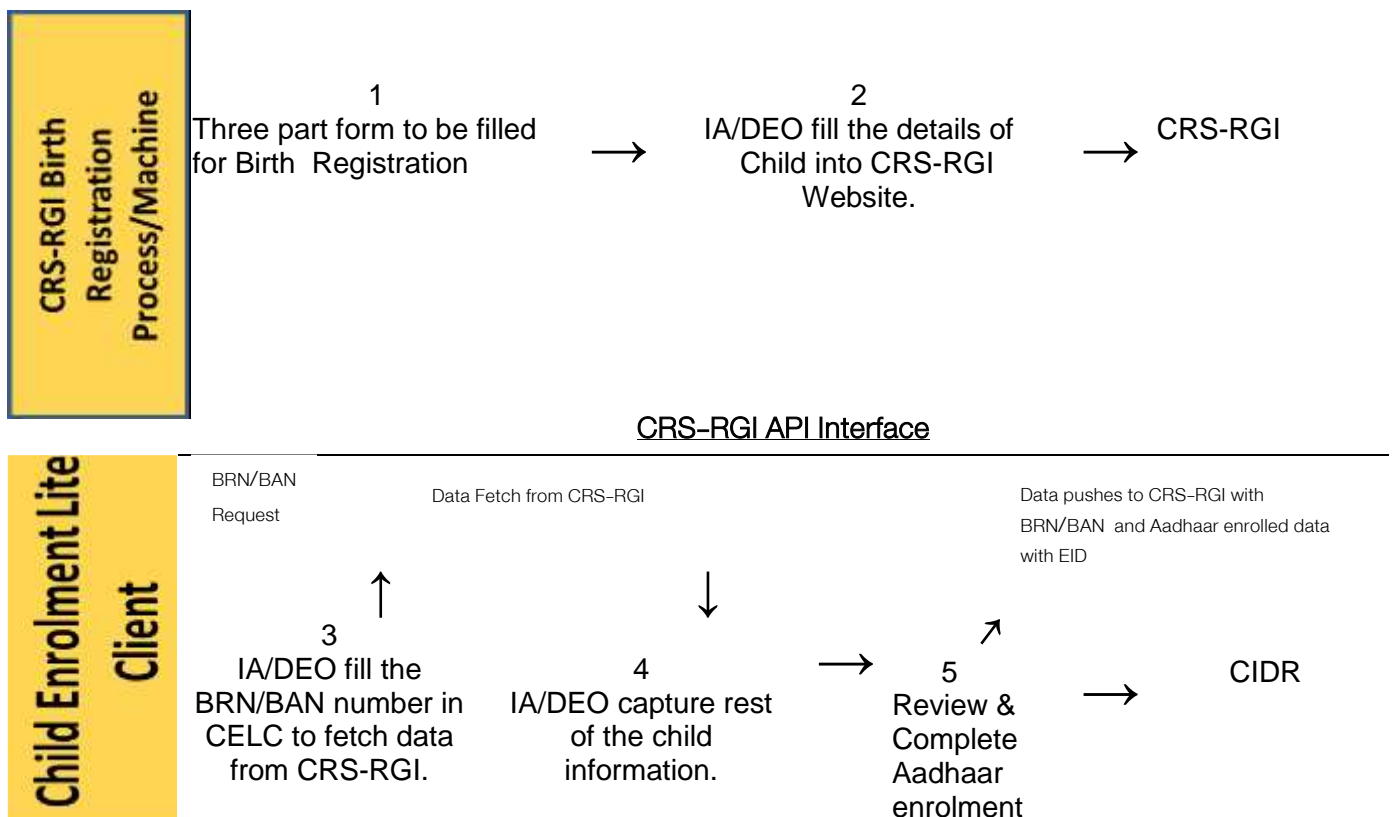 CRS-RGI Birth
Registration
Process/Machine
1
Three part form to be filled
for Birth Registration
→
2
IA/DEO fill the details of
Child into CRS-RGI
Website.
→
CRS-RGI
CRS-RGI API Interface
Child Enrolment Lite
Client
BRN/BAN
Request
Data Fetch from CRS-RGI
Data pushes to CRS-RGI with
BRN/BAN and Aadhaar enrolled data
with EID
↑
↓
↗
3
IA/DEO fill the
BRN/BAN number in
CELC to fetch data
from CRS-RGI.
4
IA/DEO capture rest
of the child
information.
→
5
Review &
Complete
Aadhaar
enrolment
→
CIDR